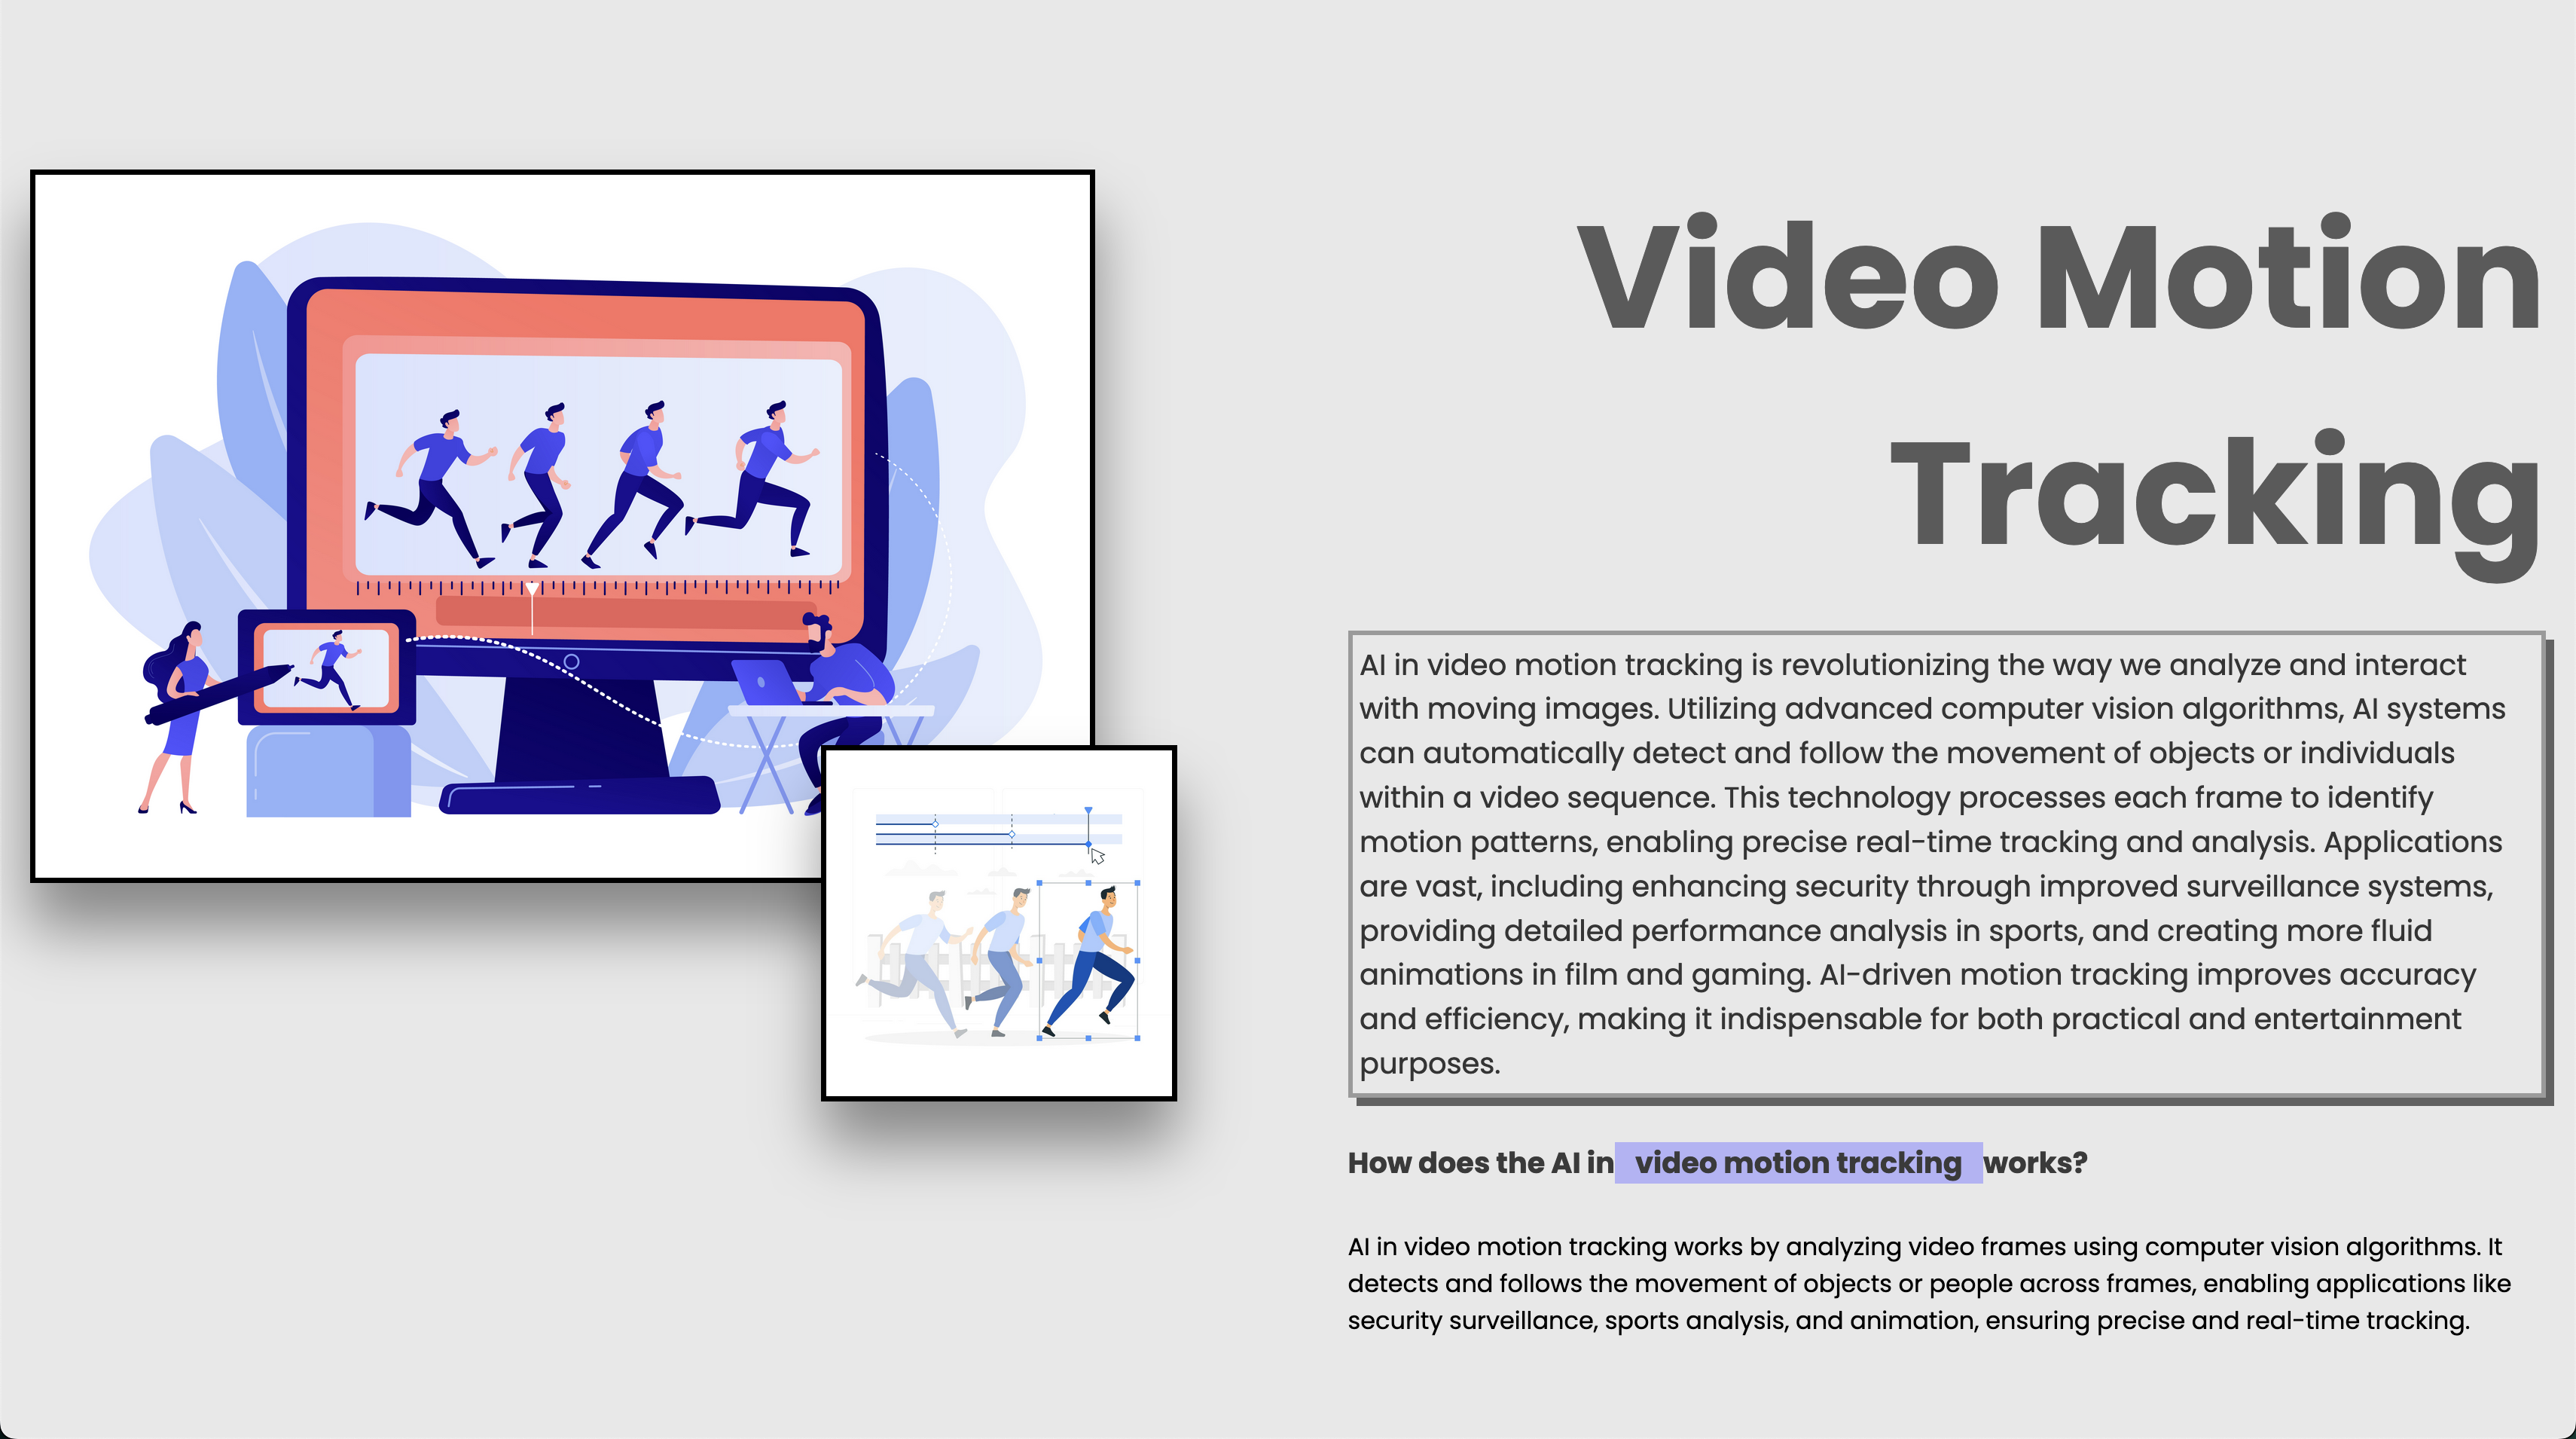 Video Motion
Tracking
AI in video motion tracking is revolutionizing the way we analyze and interact
with moving images. Utilizing advanced computer vision algorithms, AI systems
can automatically detect and follow the movement of objects or individuals
within a video sequence. This technology processes each frame to identify
motion patterns, enabling precise real-time tracking and analysis. Applications
are vast, including enhancing security through improved surveillance systems,
providing detailed performance analysis in sports, and creating more fluid
animations in film and gaming. AI-driven motion tracking improves accuracy
and efficiency, making it indispensable for both practical and entertainment
purposes.
How does the AI in video motion tracking works?
AI in video motion tracking works by analyzing video frames using computer vision algorithms. It
detects and follows the movement of objects or people across frames, enabling applications like
security surveillance, sports analysis, and animation, ensuring precise and real-time tracking.